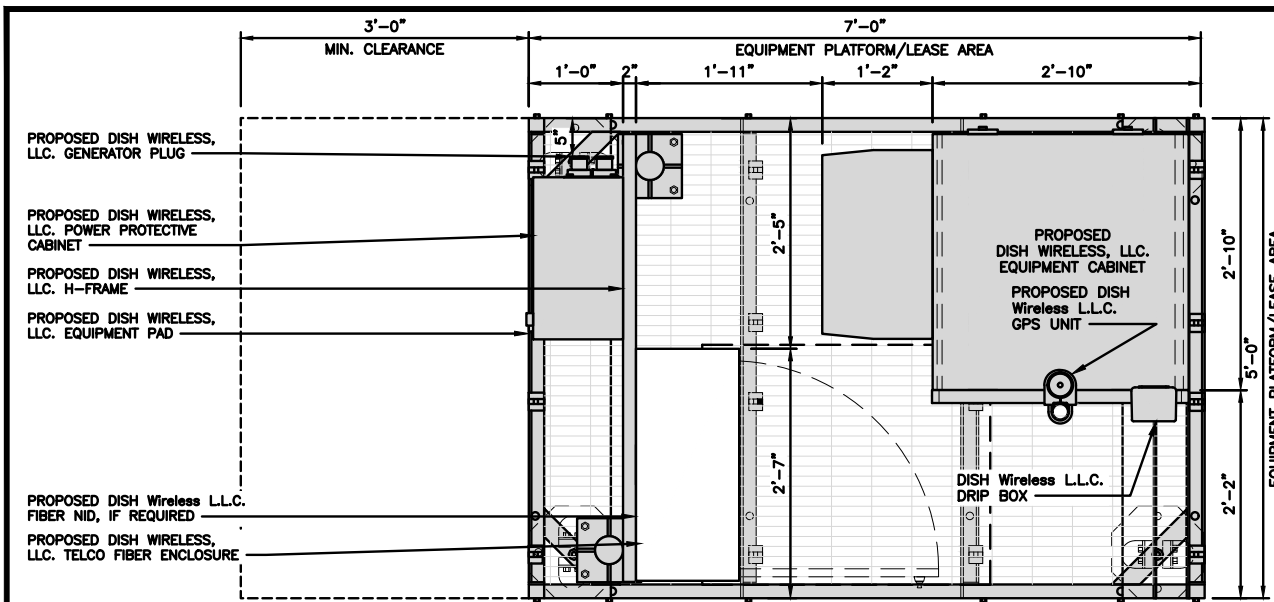 3'-0"
7'-0"
MIN. CLEARANCE
EQUIPMENT PLATFORM/LEASE AREA
1'-0"
2"
1'-11"
1'-2"
2'-10"
PROPOSED DISH WIRELESS,
LLC. GENERATOR PLUG
5"
PROPOSED DISH WIRELESS,
LLC. POWER PROTECTIVE
CABINET
PROPOSED DISH WIRELESS,
LLC. H-FRAME
PROPOSED DISH WIRELESS,
LLC. EQUIPMENT PAD
2'-5"
PROPOSED
DISH WIRELESS, LLC.
EQUIPMENT CABINET
PROPOSED DISH
Wireless L.L.C.
GPS UNIT
2'-10"
5'-0"
EQUIPMENT PLATFORM/LEASE AREA
2'-7"
DISH Wireless L.L.C.
DRIP BOX
2'-2"
PROPOSED DISH Wireless L.L.C.
FIBER NID, IF REQUIRED
PROPOSED DISH WIRELESS,
LLC. TELCO FIBER ENCLOSURE